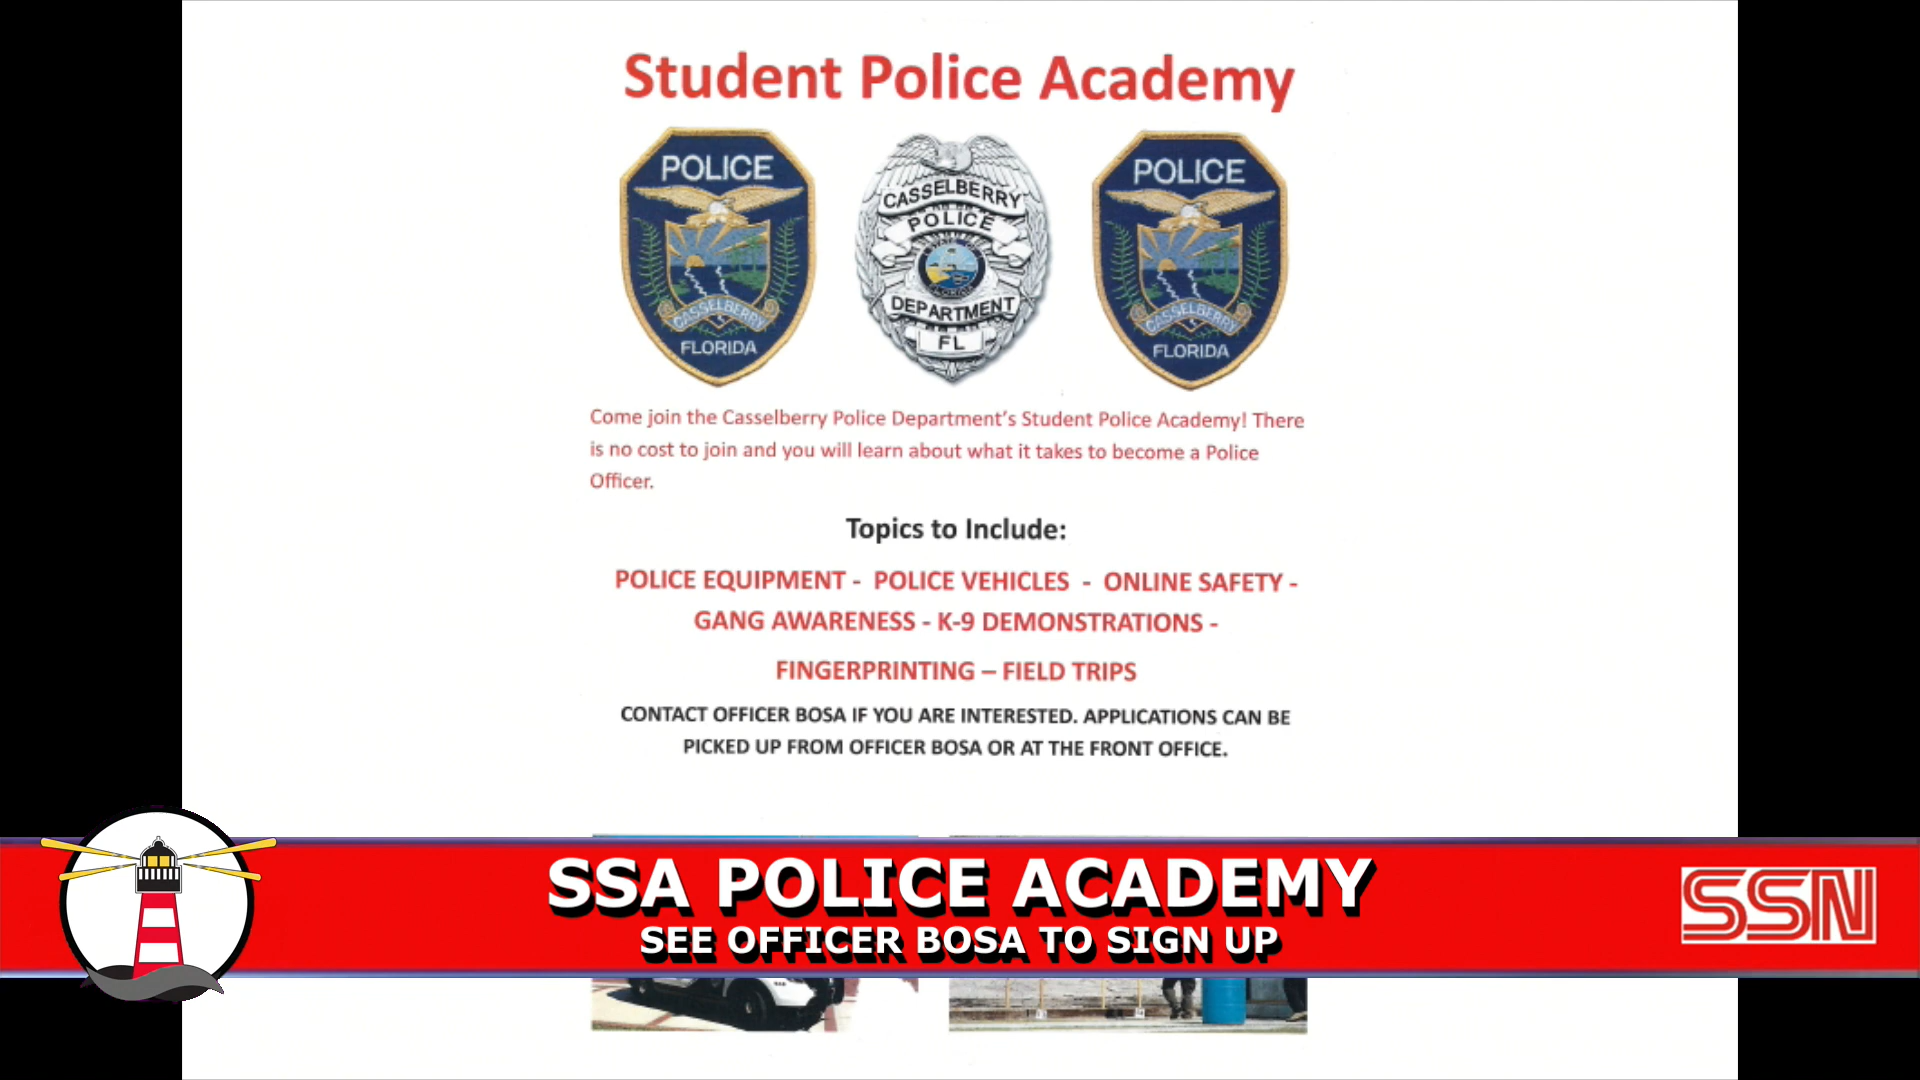 Student Police Academy
POLICE
CASSELBERRY
FLORIDA
CASSELBERRY
POLICE
STATE OF
FLORIDA
DEPARTMENT
FL
POLICE
CASSELBERRY
FLORIDA
Come join the Casselberry Police Department's Student Police Academy! There
is no cost to join and you will learn about what it takes to become a Police
Officer.
Topics to Include:
POLICE EQUIPMENT - POLICE VEHICLES - ONLINE SAFETY -
GANG AWARENESS - K-9 DEMONSTRATIONS -
FINGERPRINTING – FIELD TRIPS
CONTACT OFFICER BOSA IF YOU ARE INTERESTED. APPLICATIONS CAN BE
PICKED UP FROM OFFICER BOSA OR AT THE FRONT OFFICE.
SSA POLICE ACADEMY
SEE OFFICER BOSA TO SIGN UP
SSN